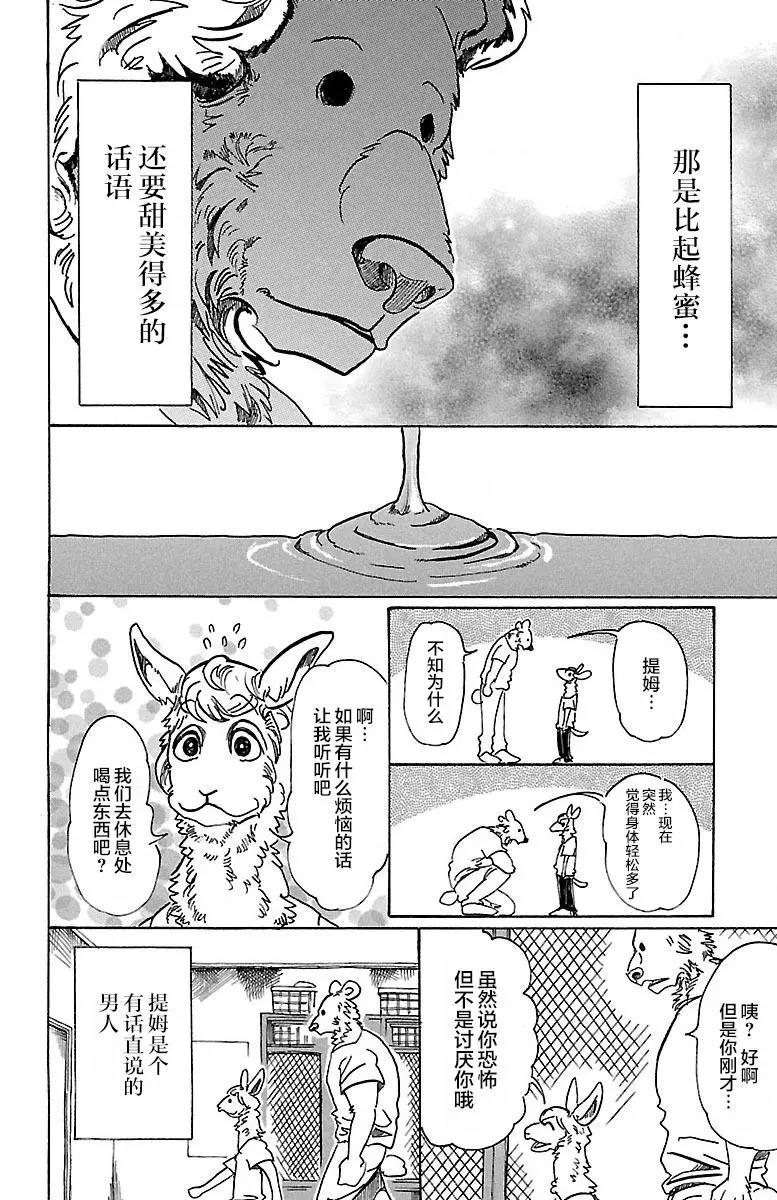 那是比起蜂蜜…
还要甜美得多的
话语
提姆…
不知为什么
我…现在
突然
觉得身体轻松多了
啊…
如果有什么烦恼的话
让我听听吧
我们去休息处
喝点东西吧？
咦？好啊
但是你刚才…
虽然说你恐怖
但不是讨厌你哦
提姆是个
有话直说的
男人